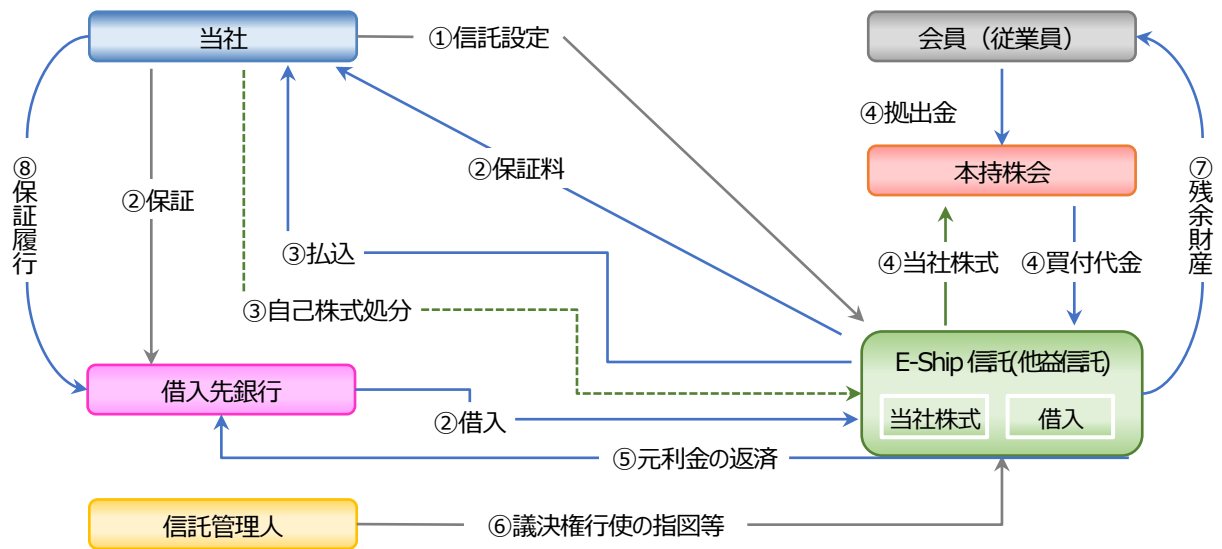 当社
①信託設定
会員（従業員）
④拠出金
②保証料
本持株会
⑧保証履行
②保証
⑦残余財産
③払込
④当社株式
④買付代金
③自己株式処分
E-Ship信託(他益信託)
借入先銀行
②借入
当社株式
借入
⑤元利金の返済
信託管理人
⑥議決権行使の指図等